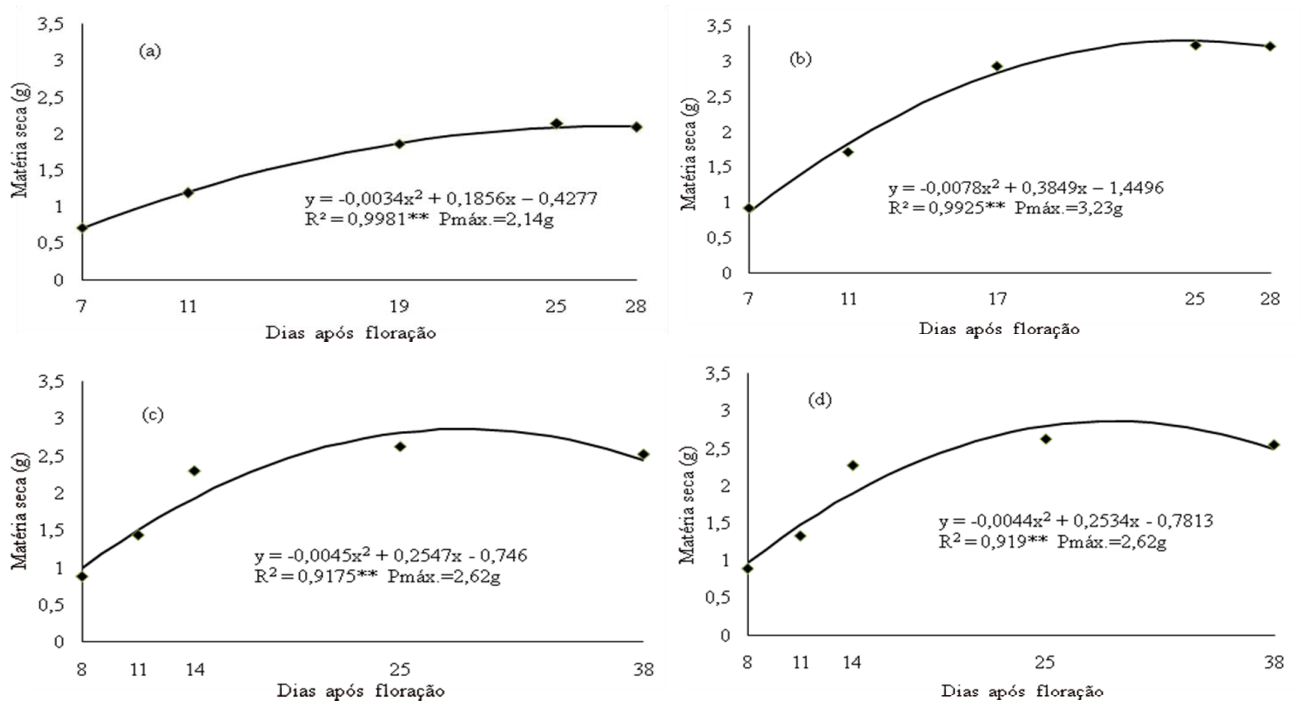 (a)
Matéria seca (g)
3,5
3
2,5
2
1,5
1
0,5
0
y = -0,0034x² + 0,1856x − 0,4277
R² = 0,9981** Pmáx.=2,14g
7 11 19 25 28
Dias após floração
(b)
Matéria seca (g)
3,5
3
2,5
2
1,5
1
0,5
0
y = -0,0078x² + 0,3849x − 1,4496
R² = 0,9925** Pmáx.=3,23g
7 11 17 25 28
Dias após floração
(c)
Matéria seca (g)
3,5
3
2,5
2
1,5
1
0,5
0
y = -0,0045x² + 0,2547x - 0,746
R² = 0,9175** Pmáx.=2,62g
8 11 14 25 38
Dias após floração
(d)
Matéria seca (g)
3,5
3
2,5
2
1,5
1
0,5
0
y = -0,0044x² + 0,2534x - 0,7813
R² = 0,919** Pmáx.=2,62g
8 11 14 25 38
Dias após floração